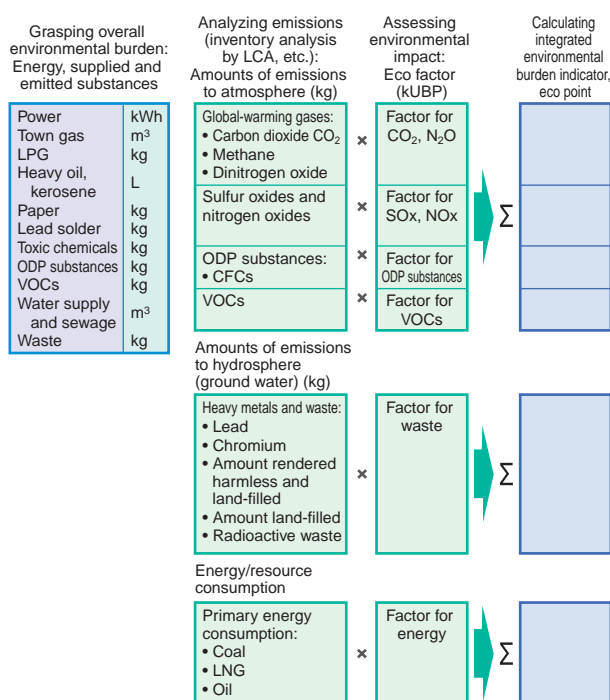 Grasping overall
environmental burden:
Energy, supplied and
emitted substances
Power kWh
Town gas m³
LPG kg
Heavy oil,
kerosene L
Paper kg
Lead solder kg
Toxic chemicals kg
ODP substances kg
VOCs kg
Water supply
and sewage m³
Waste kg
Analyzing emissions
(inventory analysis
by LCA, etc.):
Amounts of emissions
to atmosphere (kg)
Global-warming gases:
• Carbon dioxide CO₂
• Methane
• Dinitrogen oxide
Sulfur oxides and
nitrogen oxides
ODP substances:
• CFCs
VOCs
×
×
×
×
Assessing
environmental
impact:
Eco factor
(kUBP)
Factor for
CO₂, N₂O
Factor for
SOx, NOx
Factor for
ODP substances
Factor for
VOCs
Σ
Calculating
integrated
environmental
burden indicator,
eco point
Amounts of emissions
to hydrosphere
(ground water) (kg)
Heavy metals and waste:
• Lead
• Chromium
• Amount rendered
harmless and
land-filled
• Amount land-filled
• Radioactive waste
×
Factor for
waste
Σ
Energy/resource
consumption
Primary energy
consumption:
• Coal
• LNG
• Oil
×
Factor for
energy
Σ